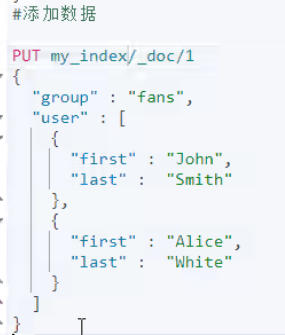 #添加数据
PUT my_index/_doc/1
{
"group" : "fans",
"user" : [
{
"first" : "John",
"last" : "Smith"
},
{
"first" : "Alice",
"last" : "White"
}
]
}